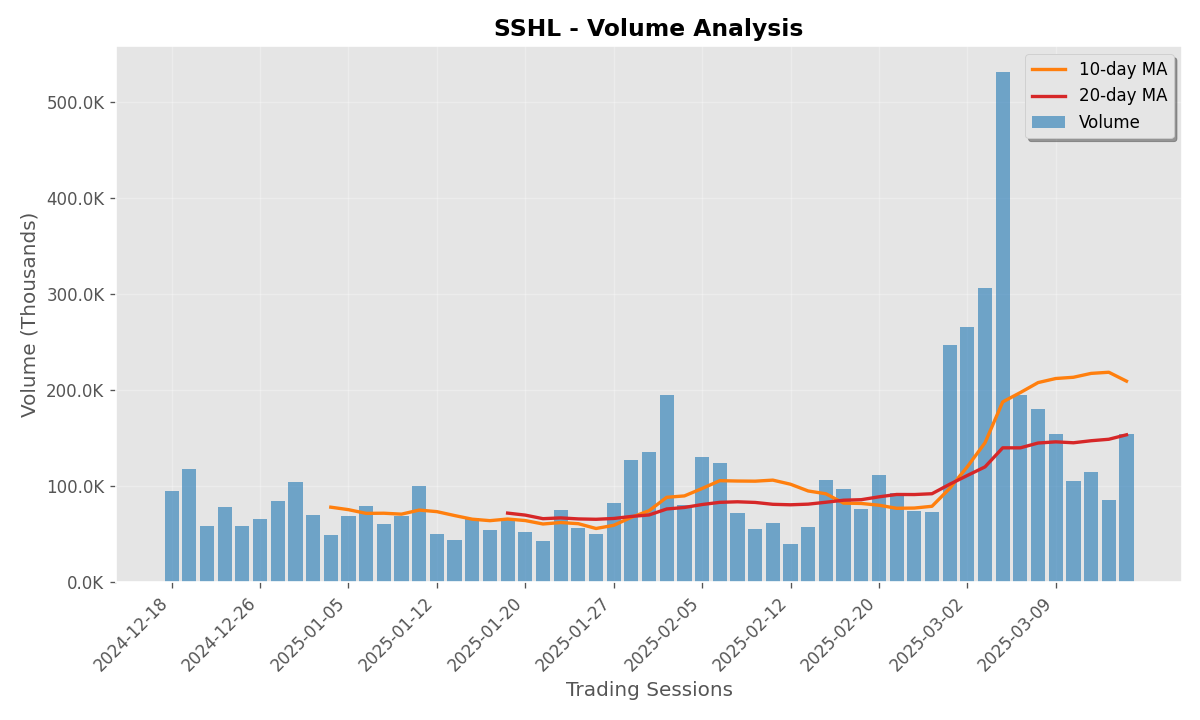 SSHL - Volume Analysis
10-day MA
20-day MA
Volume
500.0K
400.0K
300.0K
200.0K
100.0K
0.0K
Volume (Thousands)
2024-12-18
2024-12-26
2025-01-05
2025-01-12
2025-01-20
2025-01-27
2025-02-05
2025-02-12
2025-02-20
2025-03-02
2025-03-09
Trading Sessions